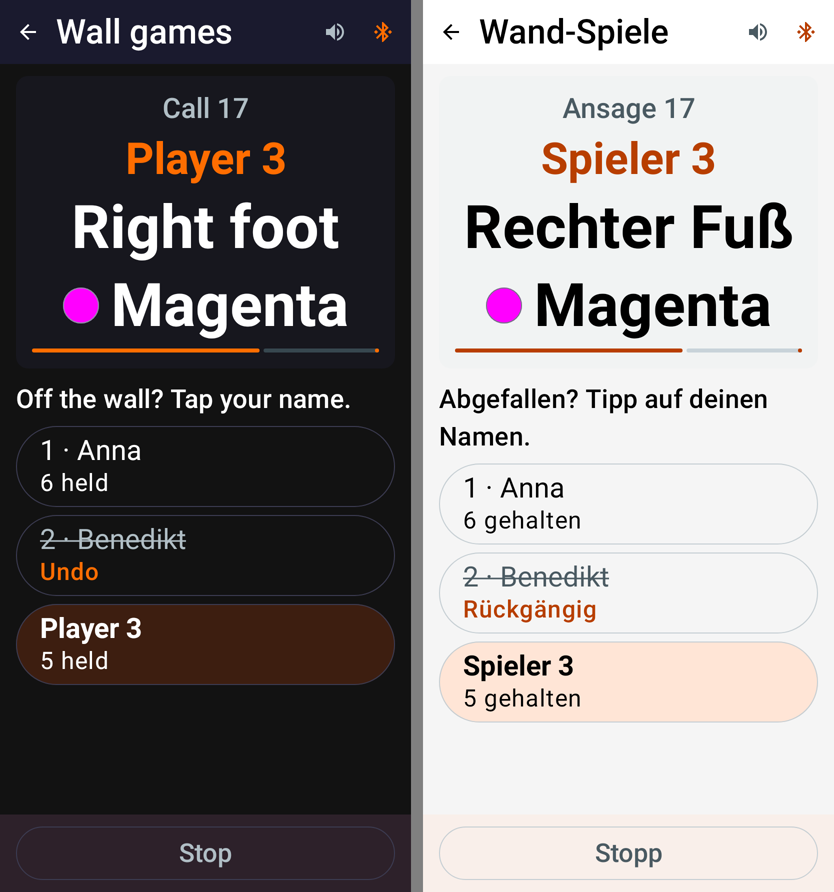 Wall games
Call 17
Player 3
Right foot
Magenta
Off the wall? Tap your name.
1 · Anna
6 held
2 · Benedikt
Undo
Player 3
5 held
Stop
Wand-Spiele
Ansage 17
Spieler 3
Rechter Fuß
Magenta
Abgefallen? Tipp auf deinen
Namen.
1 · Anna
6 gehalten
2 · Benedikt
Rückgängig
Spieler 3
5 gehalten
Stopp